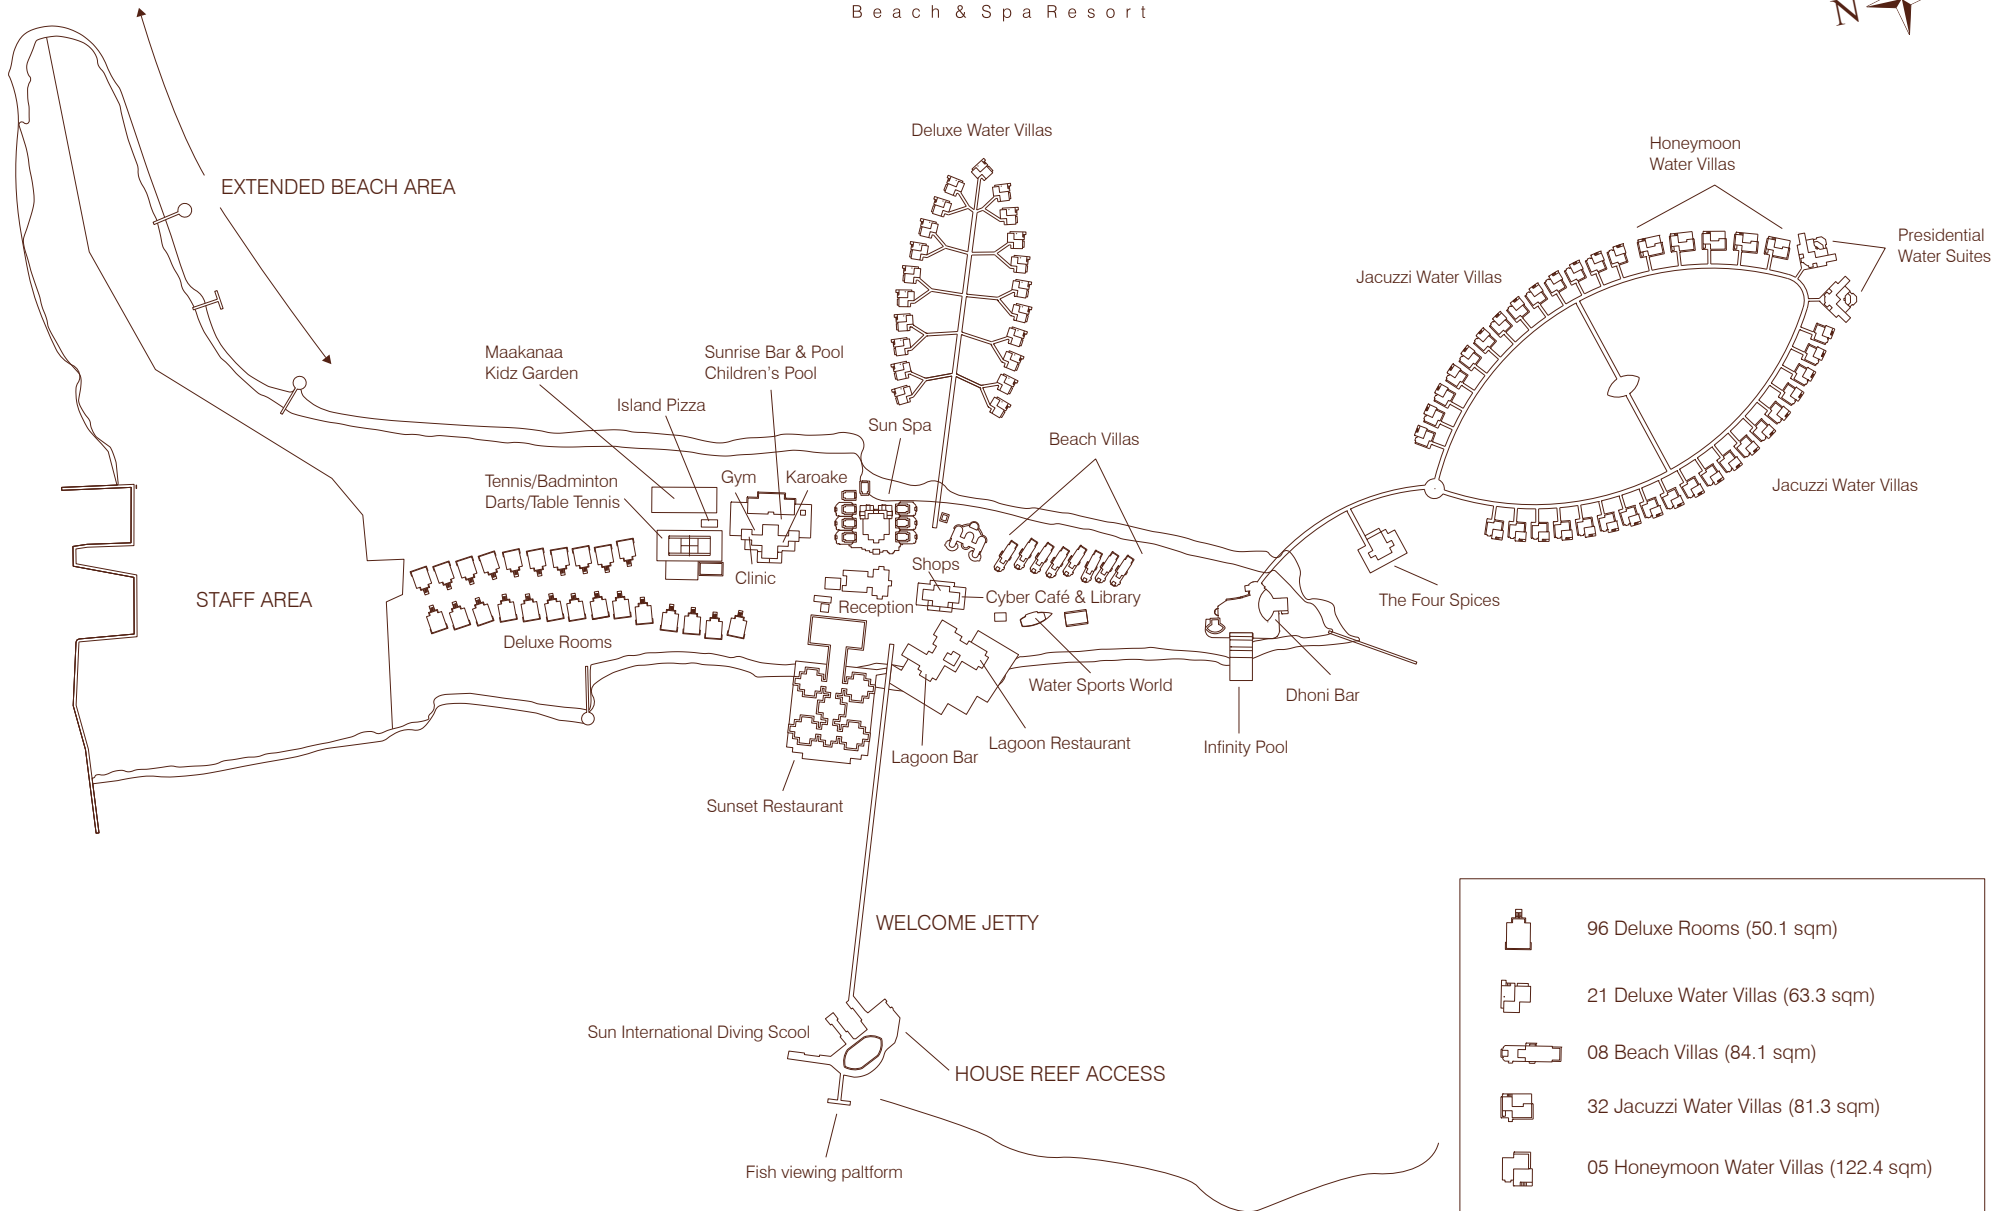 Beach & Spa Resort
N
Deluxe Water Villas
Honeymoon
Water Villas
EXTENDED BEACH AREA
Presidential
Water Suites
Jacuzzi Water Villas
Maakanaa
Kidz Garden
Sunrise Bar & Pool
Children's Pool
Island Pizza
Sun Spa
Beach Villas
Tennis/Badminton
Darts/Table Tennis
Gym
Karoake
Jacuzzi Water Villas
Clinic
Shops
STAFF AREA
Reception
Cyber Café & Library
The Four Spices
Deluxe Rooms
Water Sports World
Dhoni Bar
Lagoon Restaurant
Infinity Pool
Lagoon Bar
Sunset Restaurant
WELCOME JETTY
Sun International Diving Scool
HOUSE REEF ACCESS
Fish viewing paltform
96 Deluxe Rooms (50.1 sqm)
21 Deluxe Water Villas (63.3 sqm)
08 Beach Villas (84.1 sqm)
32 Jacuzzi Water Villas (81.3 sqm)
05 Honeymoon Water Villas (122.4 sqm)